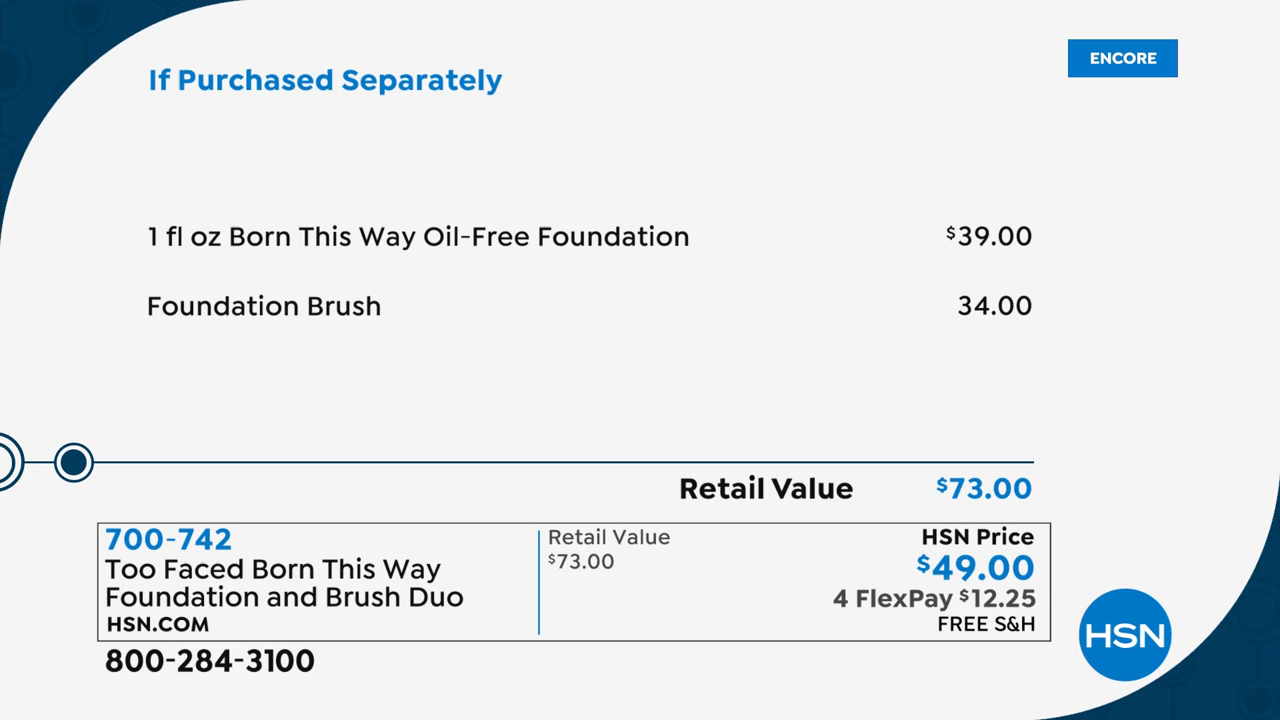 If Purchased Separately
ENCORE
1 fl oz Born This Way Oil-Free Foundation $39.00
Foundation Brush 34.00
Retail Value $73.00
700-742
Too Faced Born This Way
Foundation and Brush Duo
HSN.COM
Retail Value
$73.00
HSN Price
$49.00
4 FlexPay $12.25
FREE S&H
800-284-3100
HSN